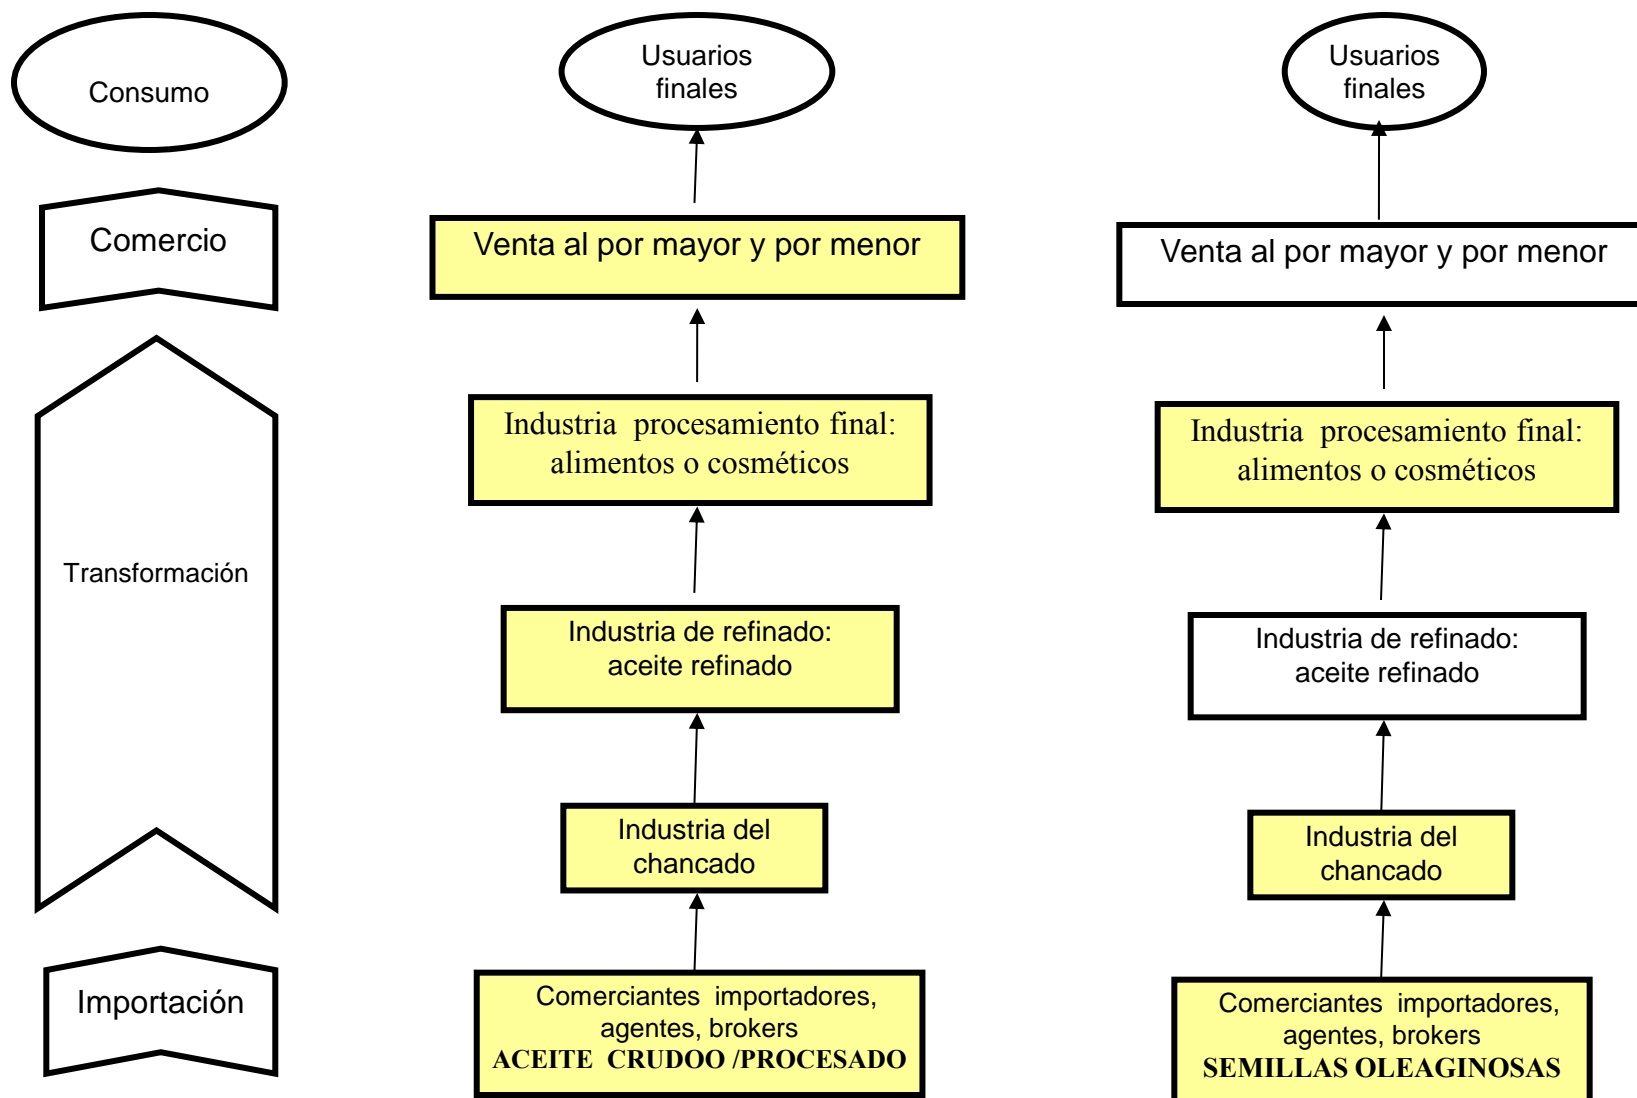 Consumo
Usuarios
finales
Usuarios
finales
Comercio
Venta al por mayor y por menor
Venta al por mayor y por menor
Transformación
Industria procesamiento final:
alimentos o cosméticos
Industria procesamiento final:
alimentos o cosméticos
Industria de refinado:
aceite refinado
Industria de refinado:
aceite refinado
Industria del
chancado
Industria del
chancado
Importación
Comerciantes importadores,
agentes, brokers
ACEITE CRUDOO /PROCESADO
Comerciantes importadores,
agentes, brokers
SEMILLAS OLEAGINOSAS